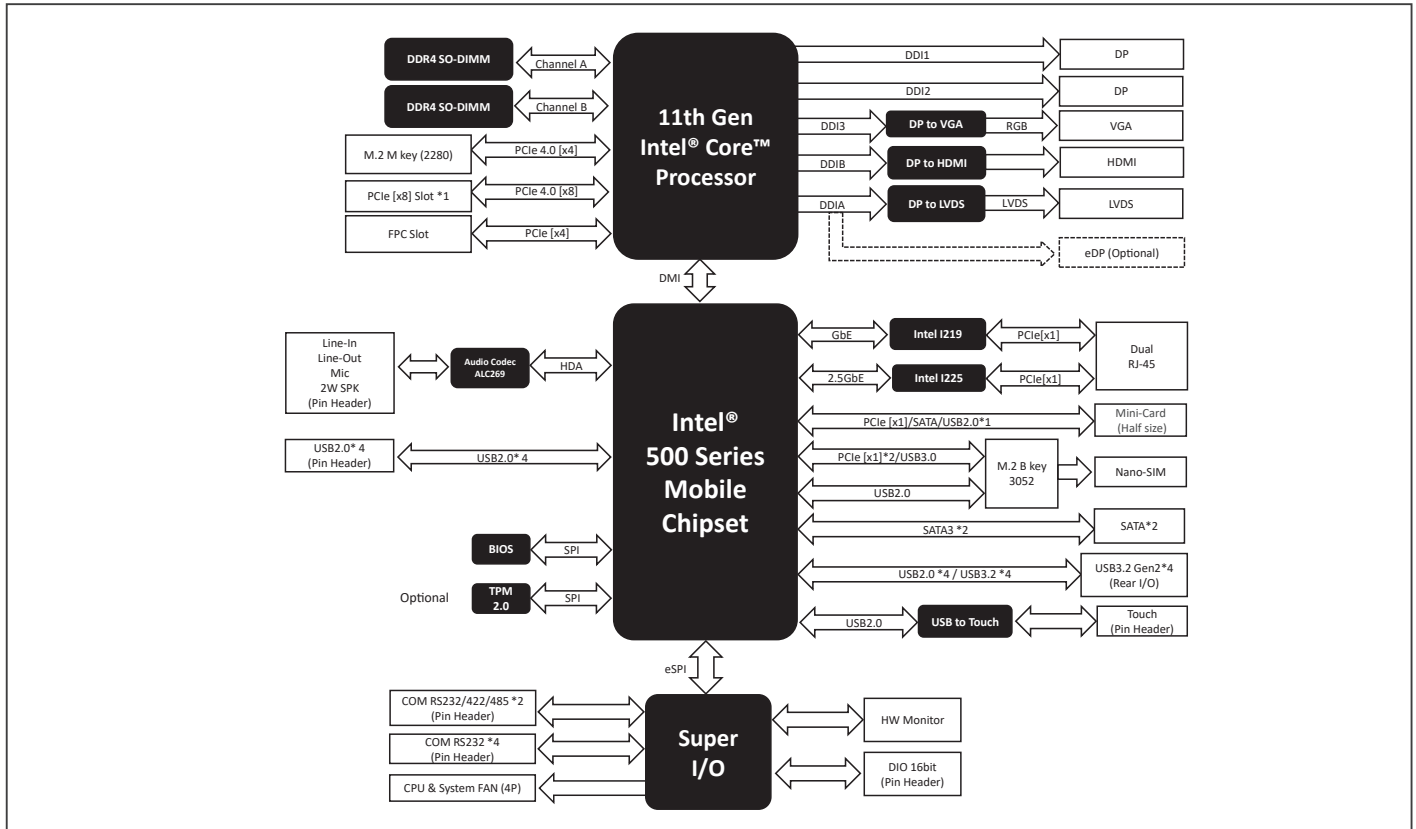 DDR4 SO-DIMM
Channel A
DDR4 SO-DIMM
Channel B
M.2 M key (2280)
PCIe 4.0 [x4]
PCIe [x8] Slot *1
PCIe 4.0 [x8]
FPC Slot
PCIe [x4]
11th Gen
Intel® Core™
Processor
DDI1
DP
DDI2
DP
DDI3
DP to VGA
RGB
VGA
DDIB
DP to HDMI
HDMI
DDIA
DP to LVDS
LVDS
LVDS
eDP (Optional)
DMI
Line-In
Line-Out
Mic
2W SPK
(Pin Header)
Audio Codec
ALC269
HDA
USB2.0* 4
(Pin Header)
USB2.0* 4
BIOS
SPI
Optional
TPM
2.0
SPI
Intel®
500 Series
Mobile
Chipset
GbE
Intel I219
PCIe[x1]
2.5GbE
Intel I225
PCIe[x1]
Dual
RJ-45
PCIe [x1]/SATA/USB2.0*1
Mini-Card
(Half size)
PCIe [x1]*2/USB3.0
USB2.0
M.2 B key
3052
Nano-SIM
SATA3 *2
SATA*2
USB2.0 *4 / USB3.2 *4
USB3.2 Gen2*4
(Rear I/O)
USB2.0
USB to Touch
Touch
(Pin Header)
eSPI
COM RS232/422/485 *2
(Pin Header)
COM RS232 *4
(Pin Header)
CPU & System FAN (4P)
Super
I/O
HW Monitor
DIO 16bit
(Pin Header)